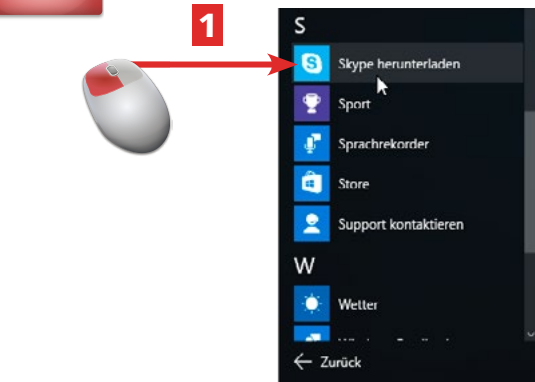 1
S
Skype herunterladen
Sport
Sprachrekorder
Store
Support kontaktieren
W
Wetter
Zurück